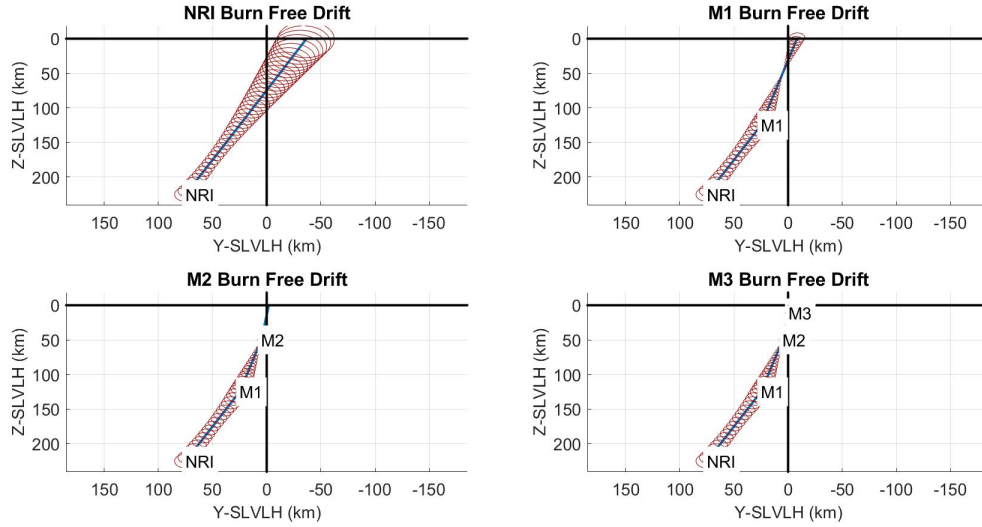 NRI Burn Free Drift
0
50
100
150
200
Z-SLVLH (km)
NRI
150 100 50 0 -50 -100 -150
Y-SLVLH (km)
M1 Burn Free Drift
0
50
100
150
200
Z-SLVLH (km)
M1
NRI
150 100 50 0 -50 -100 -150
Y-SLVLH (km)
M2 Burn Free Drift
0
50
100
150
200
Z-SLVLH (km)
M2
M1
NRI
150 100 50 0 -50 -100 -150
Y-SLVLH (km)
M3 Burn Free Drift
0
50
100
150
200
Z-SLVLH (km)
M3
M2
M1
NRI
150 100 50 0 -50 -100 -150
Y-SLVLH (km)